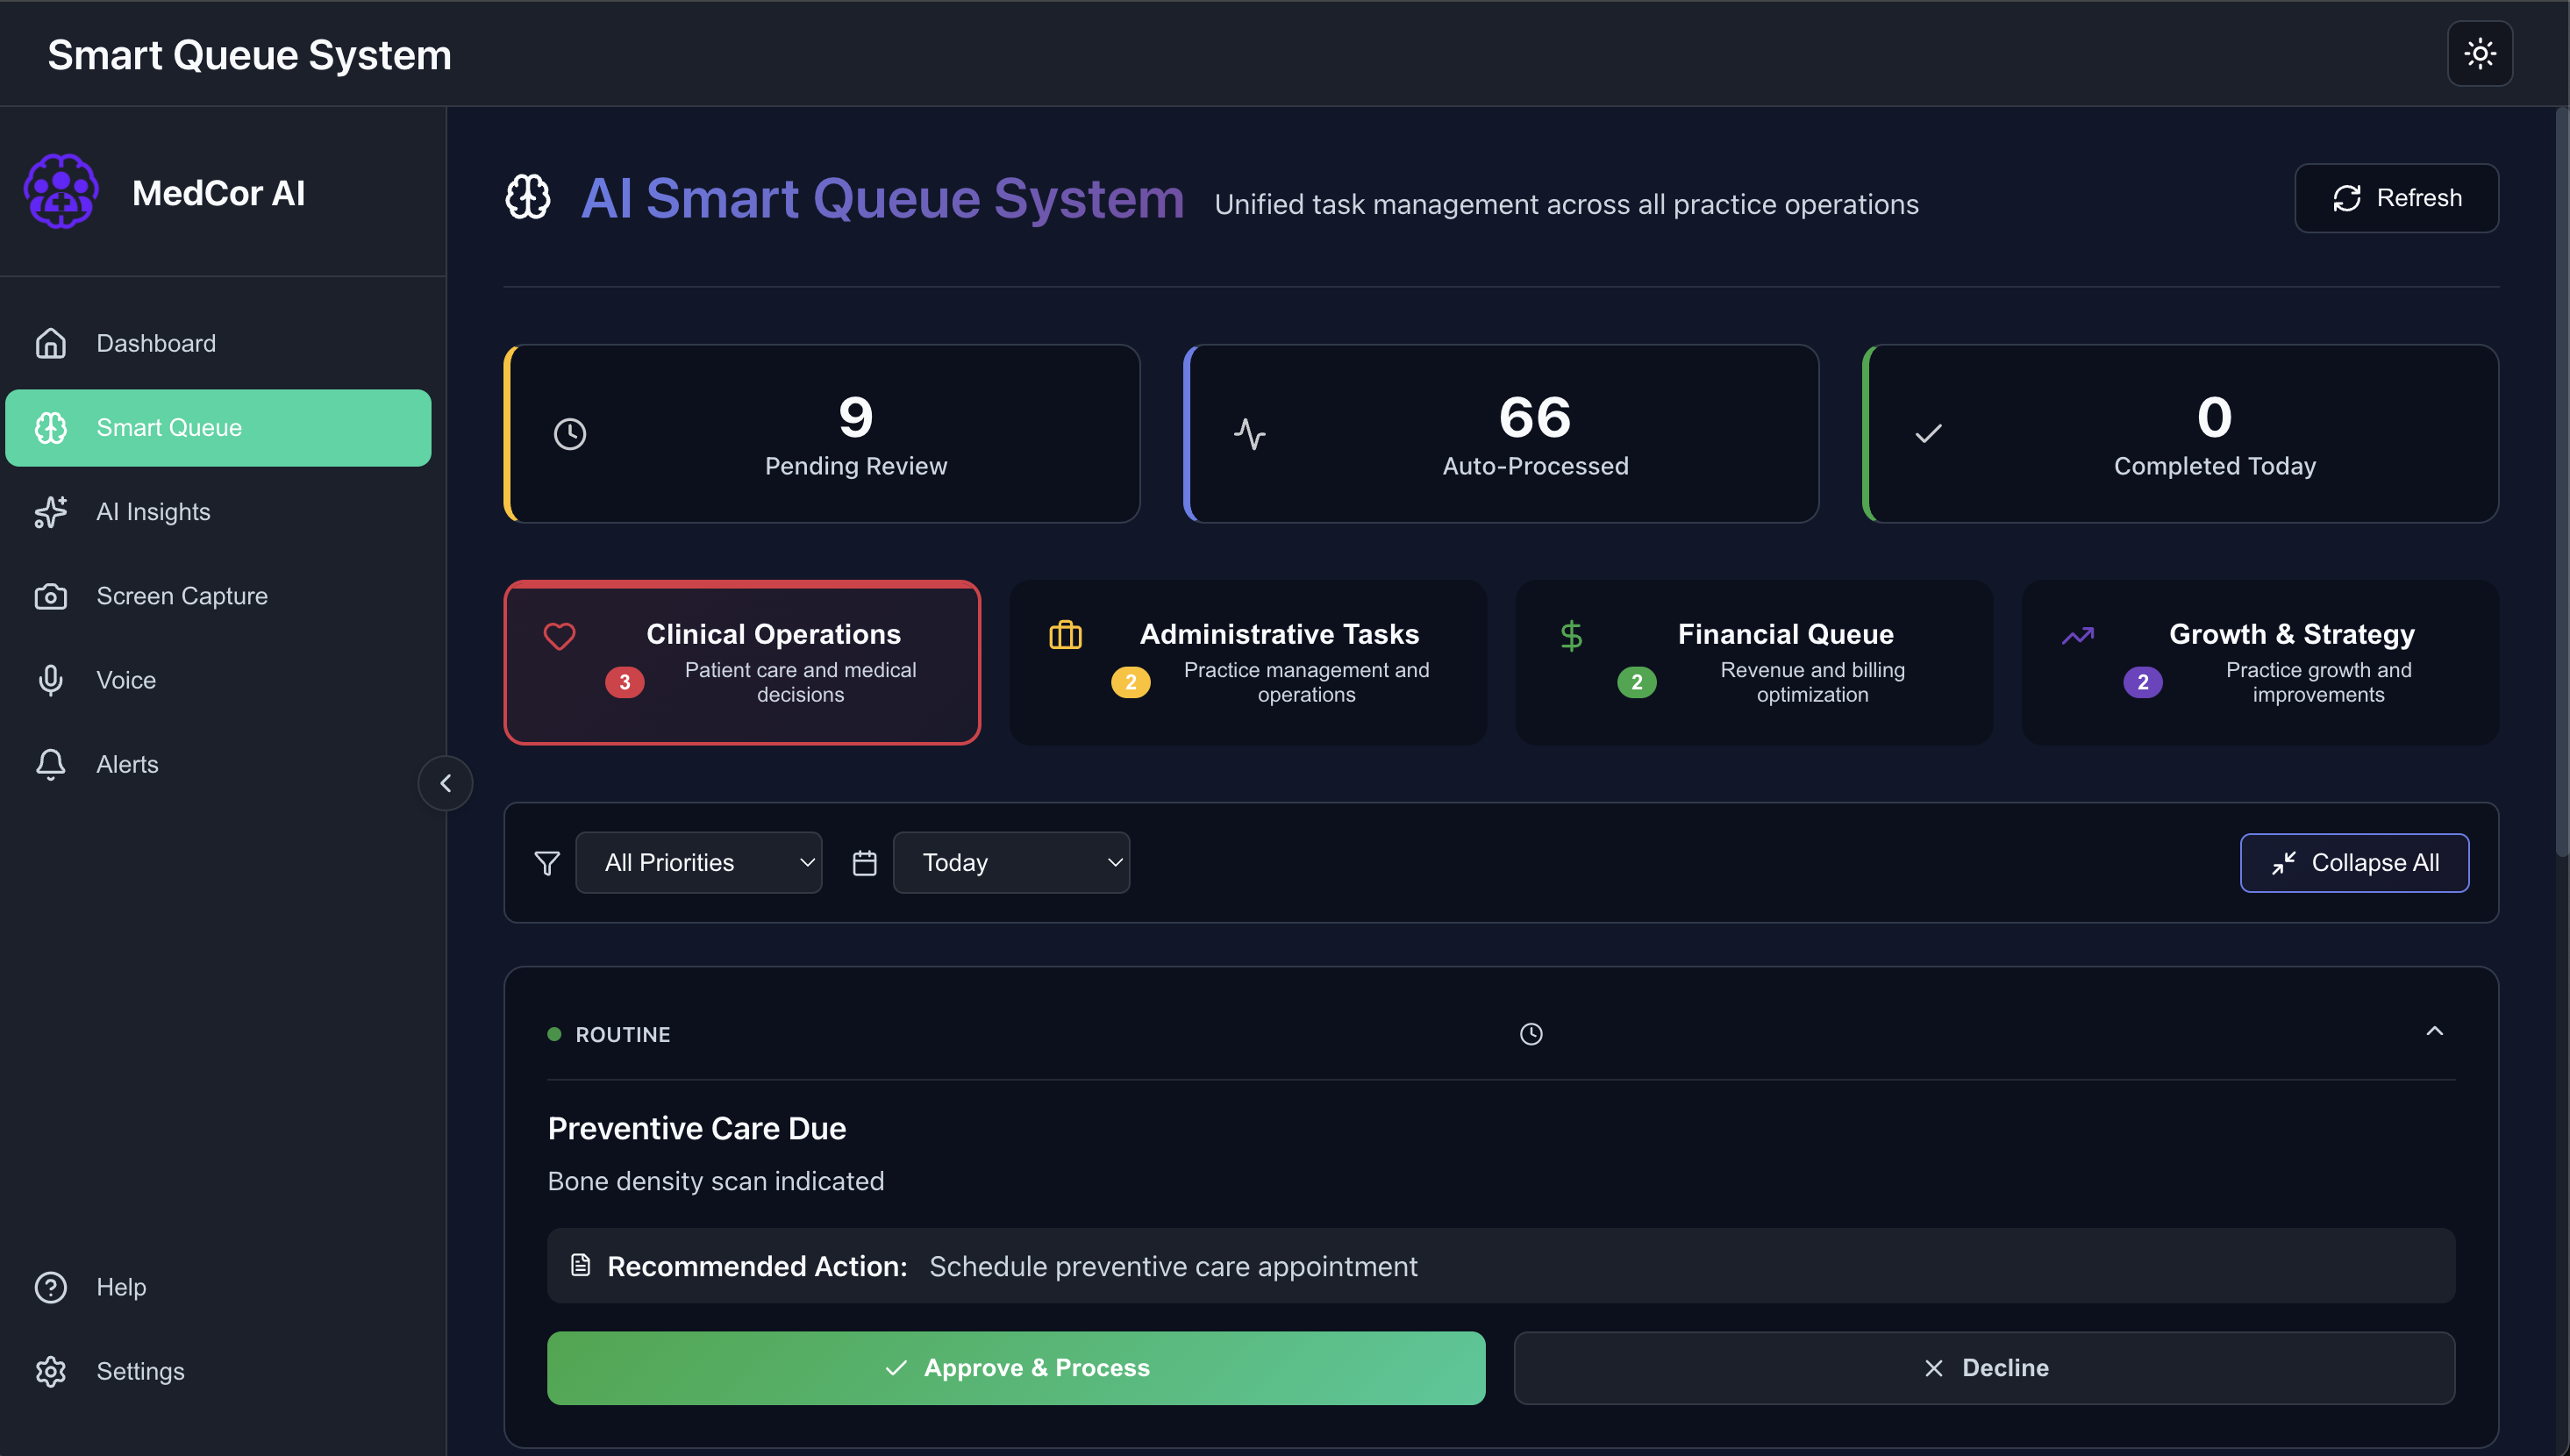 Smart Queue System
MedCor AI
Dashboard
Smart Queue
AI Insights
Screen Capture
Voice
Alerts
Help
Settings
AI Smart Queue System
Unified task management across all practice operations
Refresh
9
Pending Review
66
Auto-Processed
0
Completed Today
Clinical Operations
3
Patient care and medical
decisions
Administrative Tasks
2
Practice management and
operations
Financial Queue
2
Revenue and billing
optimization
Growth & Strategy
2
Practice growth and
improvements
All Priorities
Today
Collapse All
ROUTINE
Preventive Care Due
Bone density scan indicated
Recommended Action: Schedule preventive care appointment
Approve & Process
Decline